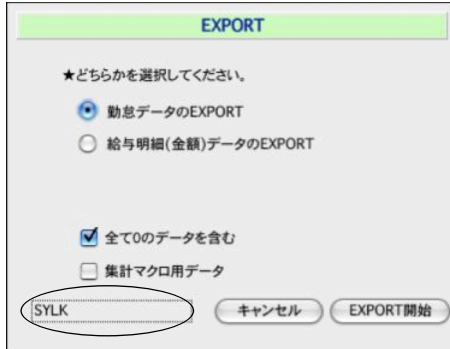 EXPORT
★どちらかを選択してください。
勤怠データのEXPORT
給与明細(金額)データのEXPORT
全て0のデータを含む
集計マクロ用データ
SYLK
キャンセル
EXPORT開始